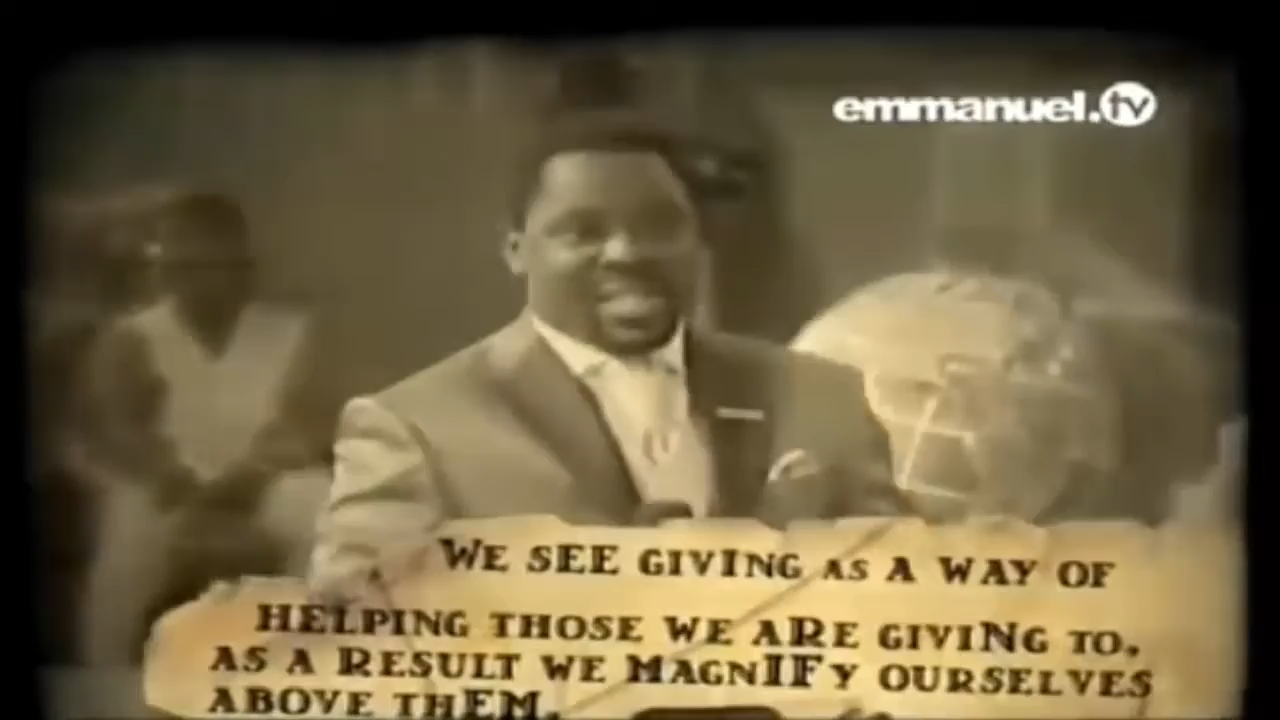 emmanuel.tv
WE SEE GIVING AS A WAY OF
HELPING THOSE WE ARE GIVING TO,
AS A RESULT WE MAGNIFY OURSELVES
ABOVE THEM.